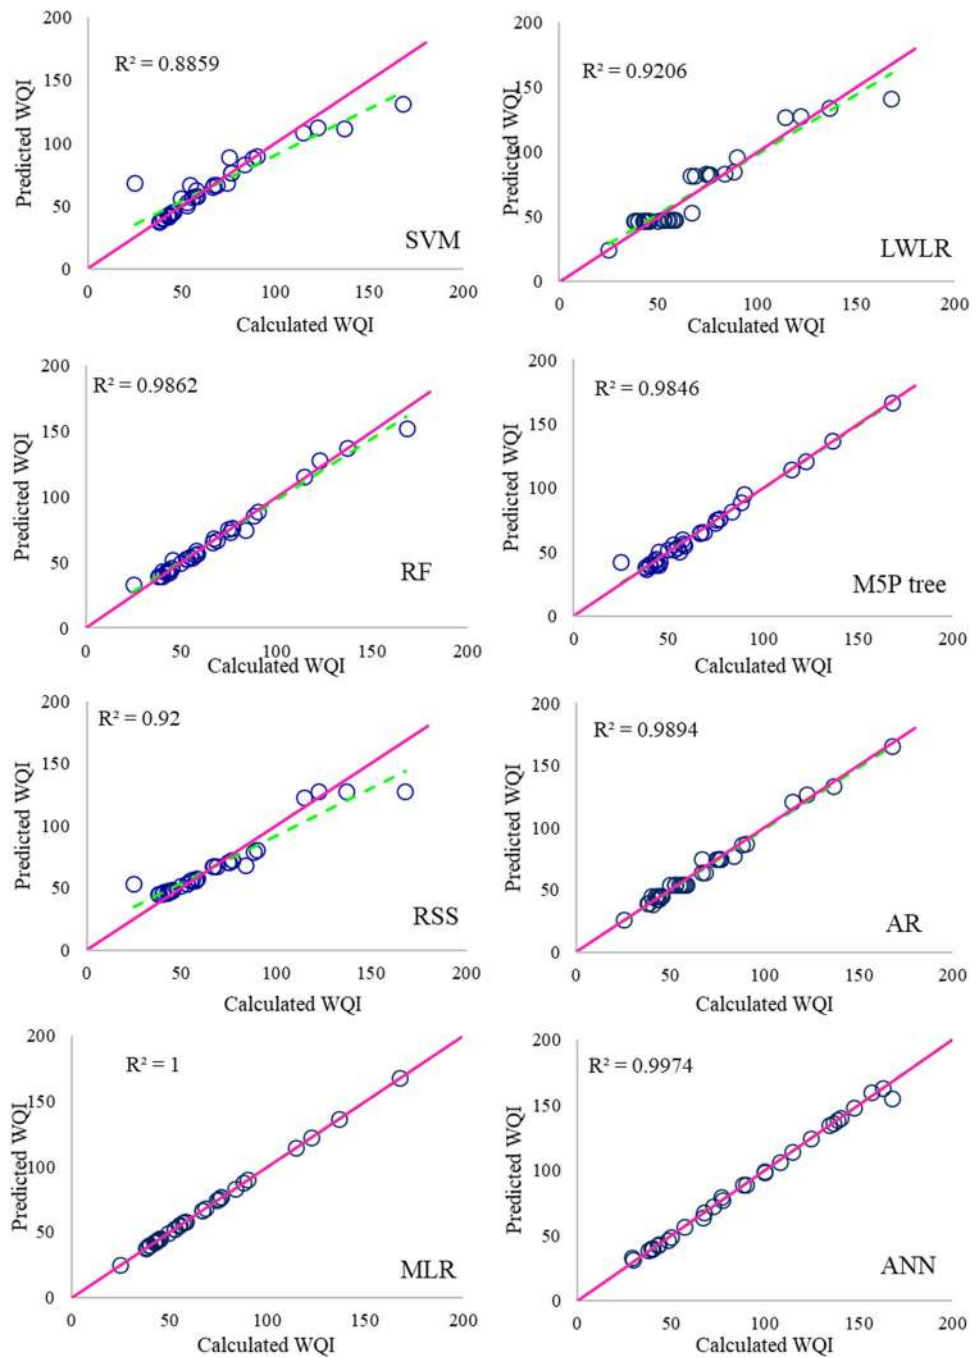 200
150
100
50
0
Predicted WQI
R² = 0.8859
SVM
0 50 100 150 200
Calculated WQI
200
150
100
50
0
Predicted WQI
R² = 0.9206
LWLR
0 50 100 150 200
Calculated WQI
200
150
100
50
0
Predicted WQI
R² = 0.9862
RF
0 50 100 150 200
Calculated WQI
200
150
100
50
0
Predicted WQI
R² = 0.9846
M5P tree
0 50 100 150 200
Calculated WQI
200
150
100
50
0
Predicted WQI
R² = 0.92
RSS
0 50 100 150 200
Calculated WQI
200
150
100
50
0
Predicted WQI
R² = 0.9894
AR
0 50 100 150 200
Calculated WQI
200
150
100
50
0
Predicted WQI
R² = 1
MLR
0 50 100 150 200
Calculated WQI
200
150
100
50
0
Predicted WQI
R² = 0.9974
ANN
0 50 100 150 200
Calculated WQI